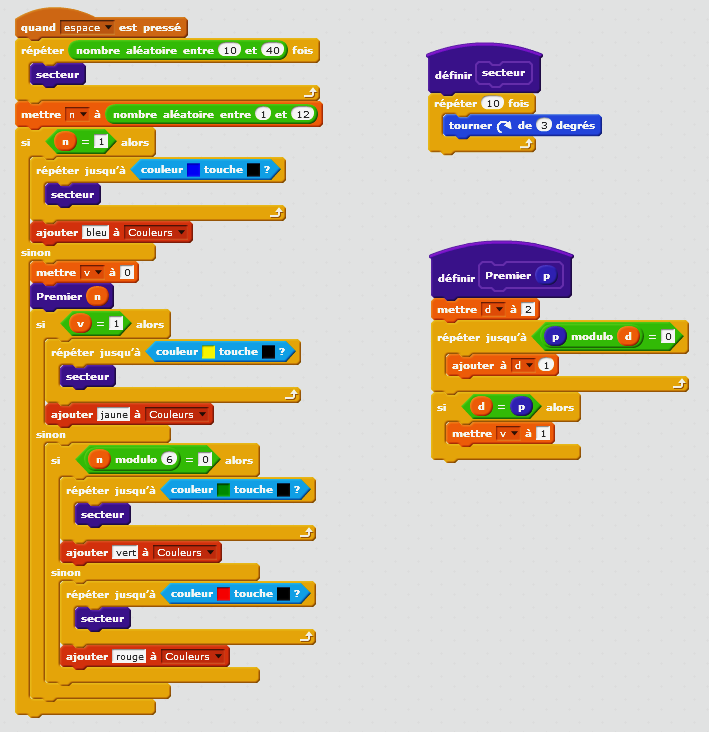 quand espace est pressé
répéter nombre aléatoire entre 10 et 40 fois
secteur
mettre n à nombre aléatoire entre 1 et 12
si n = 1 alors
répéter jusqu'à couleur touche ?
secteur
ajouter bleu à Couleurs
sinon
mettre v à 0
Premier n
si v = 1 alors
répéter jusqu'à couleur touche ?
secteur
ajouter jaune à Couleurs
sinon
si n modulo 6 = 0 alors
répéter jusqu'à couleur touche ?
secteur
ajouter vert à Couleurs
sinon
répéter jusqu'à couleur touche ?
secteur
ajouter rouge à Couleurs
définir secteur
répéter 10 fois
tourner de 3 degrés
définir Premier p
mettre d à 2
répéter jusqu'à p modulo d = 0
ajouter à d 1
si d = p alors
mettre v à 1